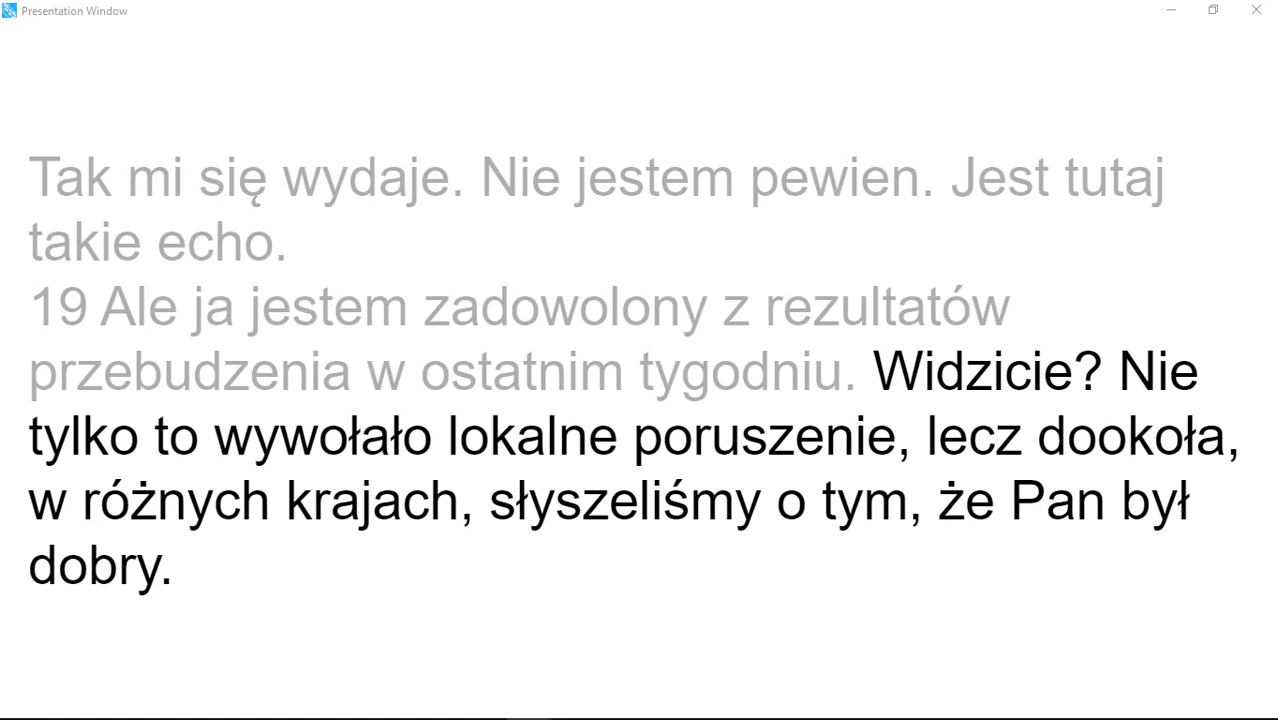 Presentation Window
Tak mi się wydaje. Nie jestem pewien. Jest tutaj
takie echo.
19 Ale ja jestem zadowolony z rezultatów
przebudzenia w ostatnim tygodniu. Widzicie? Nie
tylko to wywołało lokalne poruszenie, lecz dookoła,
w różnych krajach, słyszeliśmy o tym, że Pan był
dobry.